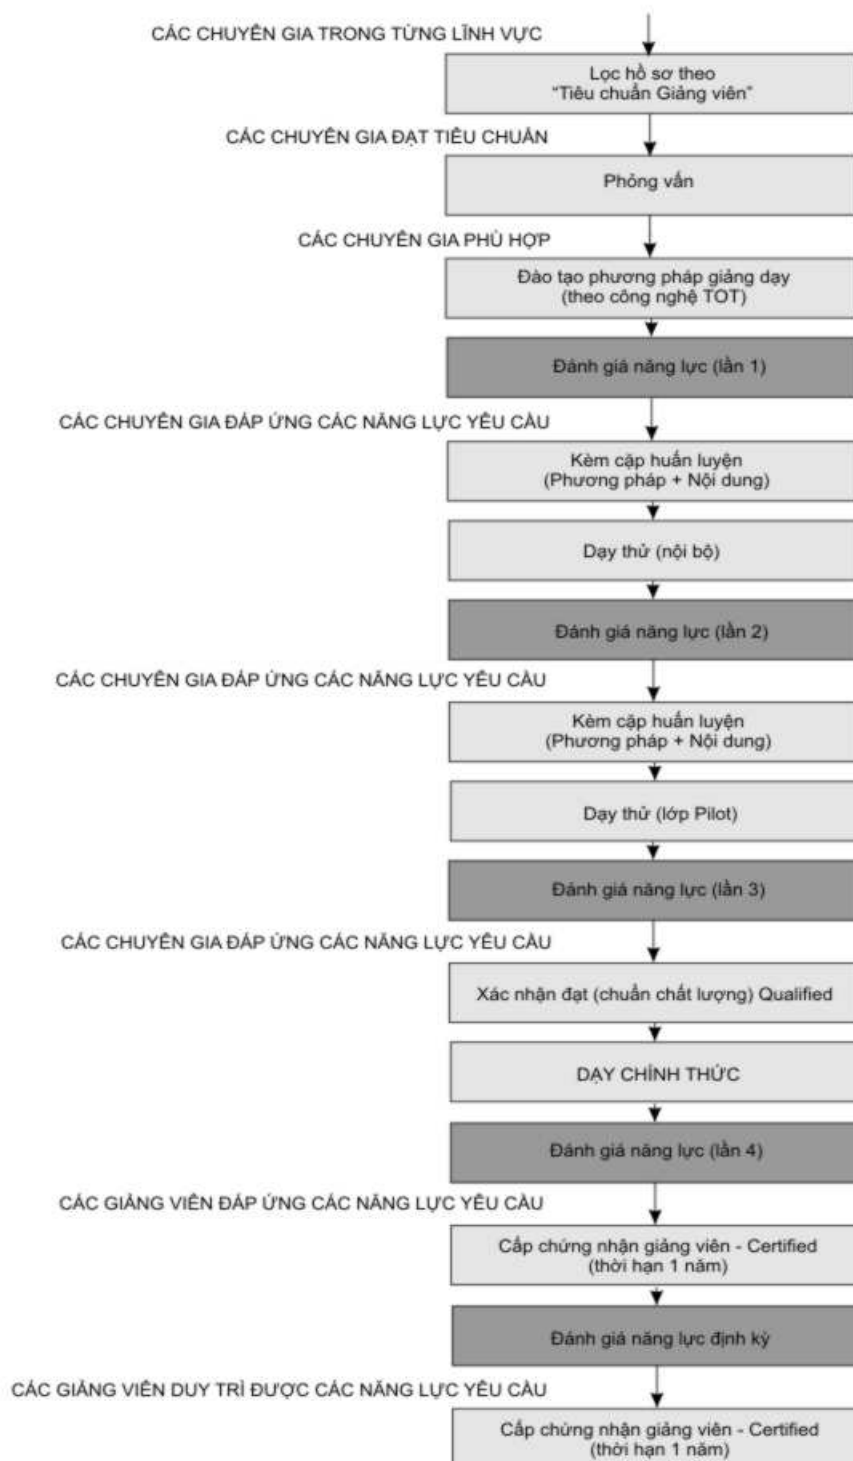 CÁC CHUYÊN GIA TRONG TỪNG LĨNH VỰC
Lọc hồ sơ theo
“Tiêu chuẩn Giảng viên”
CÁC CHUYÊN GIA ĐẠT TIÊU CHUẨN
Phỏng vấn
CÁC CHUYÊN GIA PHÙ HỢP
Đào tạo phương pháp giảng dạy
(theo công nghệ TOT)
Đánh giá năng lực (lần 1)
CÁC CHUYÊN GIA ĐÁP ỨNG CÁC NĂNG LỰC YÊU CẦU
Kèm cặp huấn luyện
(Phương pháp + Nội dung)
Dạy thử (nội bộ)
Đánh giá năng lực (lần 2)
CÁC CHUYÊN GIA ĐÁP ỨNG CÁC NĂNG LỰC YÊU CẦU
Kèm cặp huấn luyện
(Phương pháp + Nội dung)
Dạy thử (lớp Pilot)
Đánh giá năng lực (lần 3)
CÁC CHUYÊN GIA ĐÁP ỨNG CÁC NĂNG LỰC YÊU CẦU
Xác nhận đạt (chuẩn chất lượng) Qualified
DẠY CHÍNH THỨC
Đánh giá năng lực (lần 4)
CÁC GIẢNG VIÊN ĐÁP ỨNG CÁC NĂNG LỰC YÊU CẦU
Cấp chứng nhận giảng viên - Certified
(thời hạn 1 năm)
Đánh giá năng lực định kỳ
CÁC GIẢNG VIÊN DUY TRÌ ĐƯỢC CÁC NĂNG LỰC YÊU CẦU
Cấp chứng nhận giảng viên - Certified
(thời hạn 1 năm)